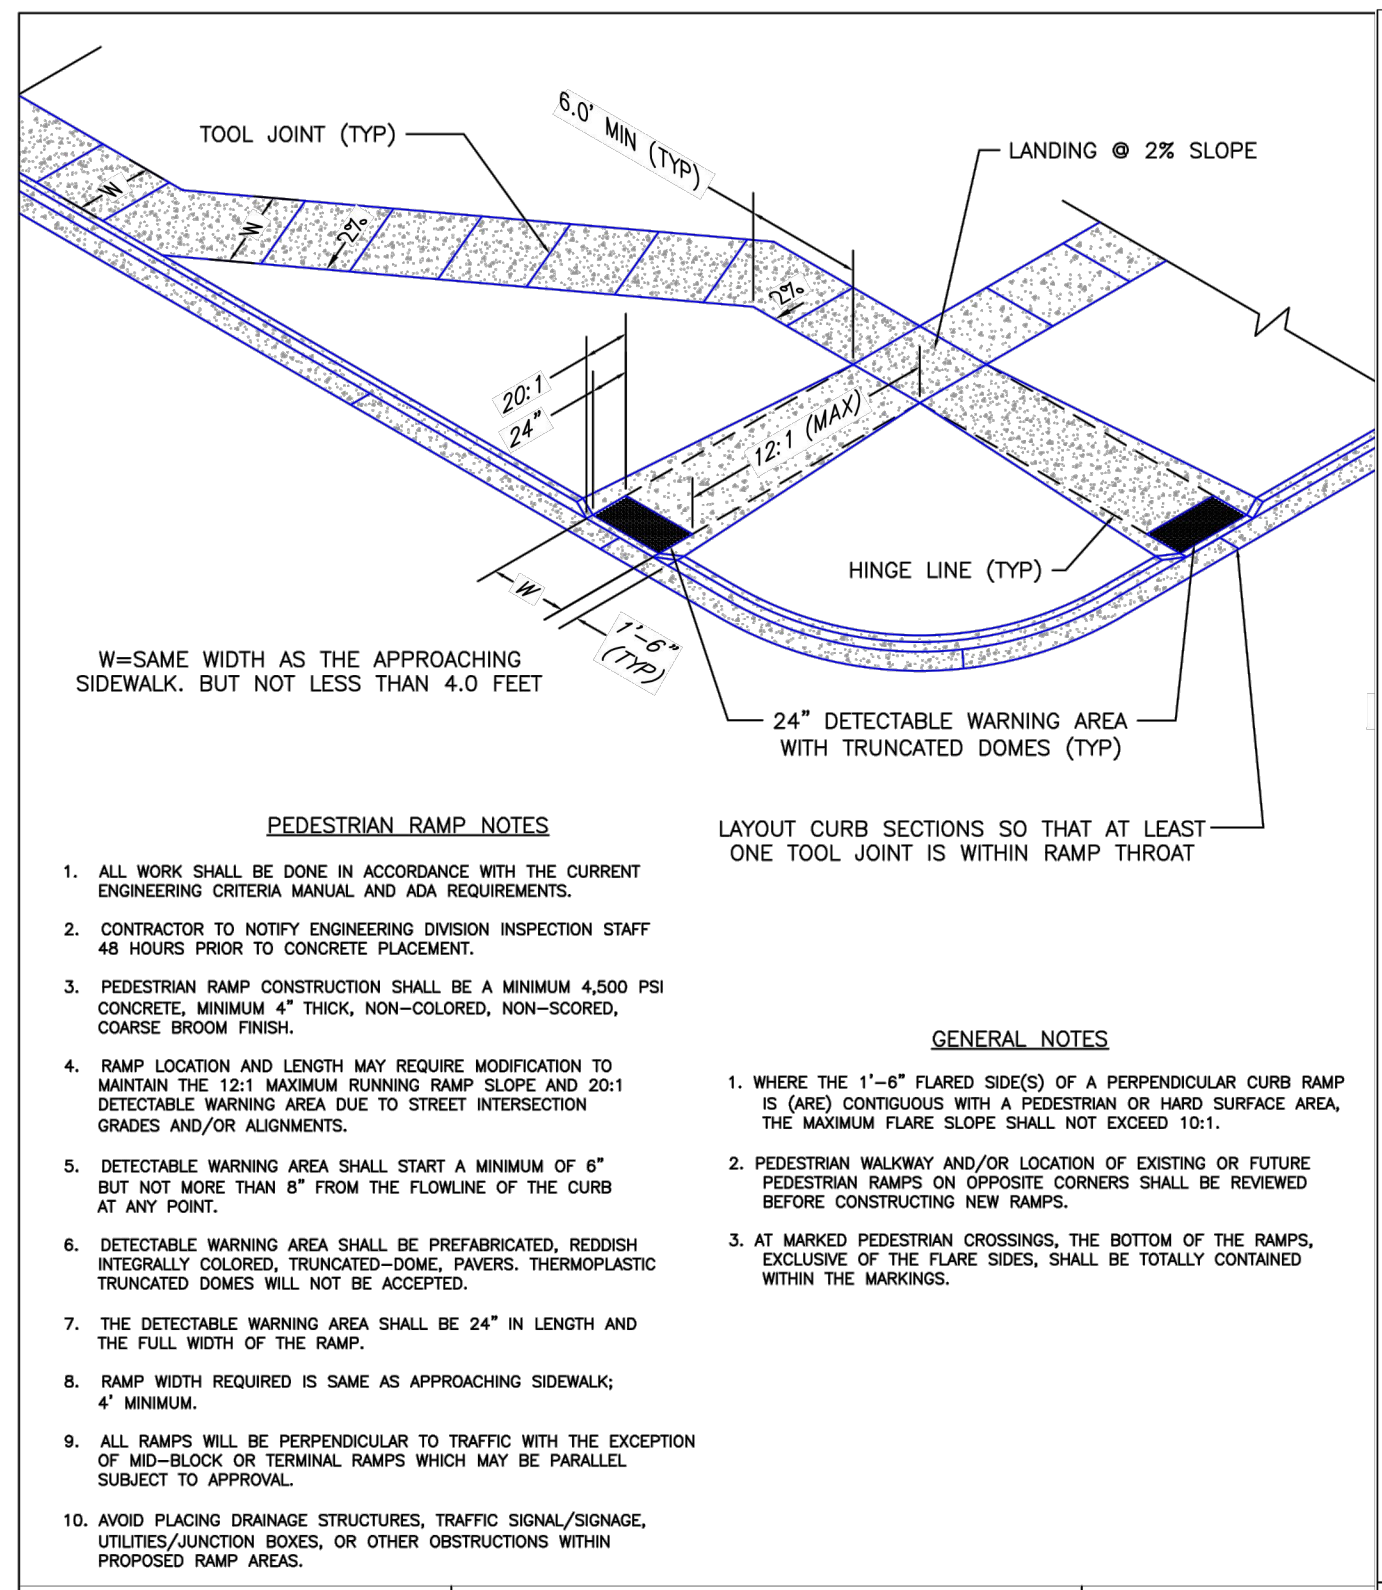 TOOL JOINT (TYP)
6.0' MIN (TYP)
LANDING @ 2% SLOPE
W
W
2%
2%
20:1
24"
12:1 (MAX)
HINGE LINE (TYP)
W
1'-6"
(TYP)
W=SAME WIDTH AS THE APPROACHING
SIDEWALK. BUT NOT LESS THAN 4.0 FEET
24" DETECTABLE WARNING AREA
WITH TRUNCATED DOMES (TYP)
LAYOUT CURB SECTIONS SO THAT AT LEAST
ONE TOOL JOINT IS WITHIN RAMP THROAT
PEDESTRIAN RAMP NOTES
1. ALL WORK SHALL BE DONE IN ACCORDANCE WITH THE CURRENT
ENGINEERING CRITERIA MANUAL AND ADA REQUIREMENTS.
2. CONTRACTOR TO NOTIFY ENGINEERING DIVISION INSPECTION STAFF
48 HOURS PRIOR TO CONCRETE PLACEMENT.
3. PEDESTRIAN RAMP CONSTRUCTION SHALL BE A MINIMUM 4,500 PSI
CONCRETE, MINIMUM 4" THICK, NON-COLORED, NON-SCORED,
COARSE BROOM FINISH.
4. RAMP LOCATION AND LENGTH MAY REQUIRE MODIFICATION TO
MAINTAIN THE 12:1 MAXIMUM RUNNING RAMP SLOPE AND 20:1
DETECTABLE WARNING AREA DUE TO STREET INTERSECTION
GRADES AND/OR ALIGNMENTS.
5. DETECTABLE WARNING AREA SHALL START A MINIMUM OF 6"
BUT NOT MORE THAN 8" FROM THE FLOWLINE OF THE CURB
AT ANY POINT.
6. DETECTABLE WARNING AREA SHALL BE PREFABRICATED, REDDISH
INTEGRALLY COLORED, TRUNCATED-DOME, PAVERS. THERMOPLASTIC
TRUNCATED DOMES WILL NOT BE ACCEPTED.
7. THE DETECTABLE WARNING AREA SHALL BE 24" IN LENGTH AND
THE FULL WIDTH OF THE RAMP.
8. RAMP WIDTH REQUIRED IS SAME AS APPROACHING SIDEWALK;
4' MINIMUM.
9. ALL RAMPS WILL BE PERPENDICULAR TO TRAFFIC WITH THE EXCEPTION
OF MID-BLOCK OR TERMINAL RAMPS WHICH MAY BE PARALLEL
SUBJECT TO APPROVAL.
10. AVOID PLACING DRAINAGE STRUCTURES, TRAFFIC SIGNAL/SIGNAGE,
UTILITIES/JUNCTION BOXES, OR OTHER OBSTRUCTIONS WITHIN
PROPOSED RAMP AREAS.
GENERAL NOTES
1. WHERE THE 1'-6" FLARED SIDE(S) OF A PERPENDICULAR CURB RAMP
IS (ARE) CONTIGUOUS WITH A PEDESTRIAN OR HARD SURFACE AREA,
THE MAXIMUM FLARE SLOPE SHALL NOT EXCEED 10:1.
2. PEDESTRIAN WALKWAY AND/OR LOCATION OF EXISTING OR FUTURE
PEDESTRIAN RAMPS ON OPPOSITE CORNERS SHALL BE REVIEWED
BEFORE CONSTRUCTING NEW RAMPS.
3. AT MARKED PEDESTRIAN CROSSINGS, THE BOTTOM OF THE RAMPS,
EXCLUSIVE OF THE FLARE SIDES, SHALL BE TOTALLY CONTAINED
WITHIN THE MARKINGS.